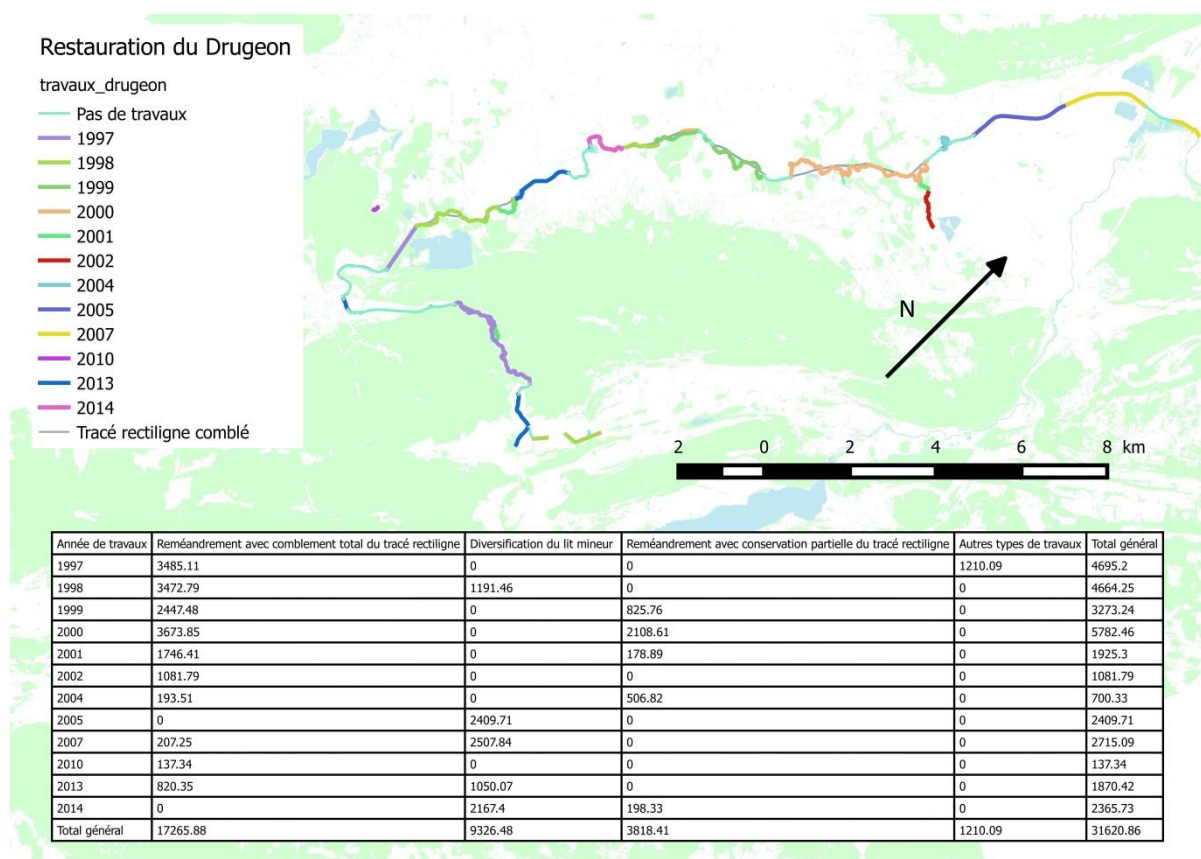 Restauration du Drugeon
travaux_drugeon
Pas de travaux
1997
1998
1999
2000
2001
2002
2004
2005
2007
2010
2013
2014
Tracé rectiligne comblé
N
2 0 2 4 6 8 km
Année de travaux Reméandrement avec comblement total du tracé rectiligne Diversification du lit mineur Reméandrement avec conservation partielle du tracé rectiligne Autres types de travaux Total général
1997 3485.11 0 0 1210.09 4695.2
1998 3472.79 1191.46 0 0 4664.25
1999 2447.48 0 825.76 0 3273.24
2000 3673.85 0 2108.61 0 5782.46
2001 1746.41 0 178.89 0 1925.3
2002 1081.79 0 0 0 1081.79
2004 193.51 0 506.82 0 700.33
2005 0 2409.71 0 0 2409.71
2007 207.25 2507.84 0 0 2715.09
2010 137.34 0 0 0 137.34
2013 820.35 1050.07 0 0 1870.42
2014 0 2167.4 198.33 0 2365.73
Total général 17265.88 9326.48 3818.41 1210.09 31620.86